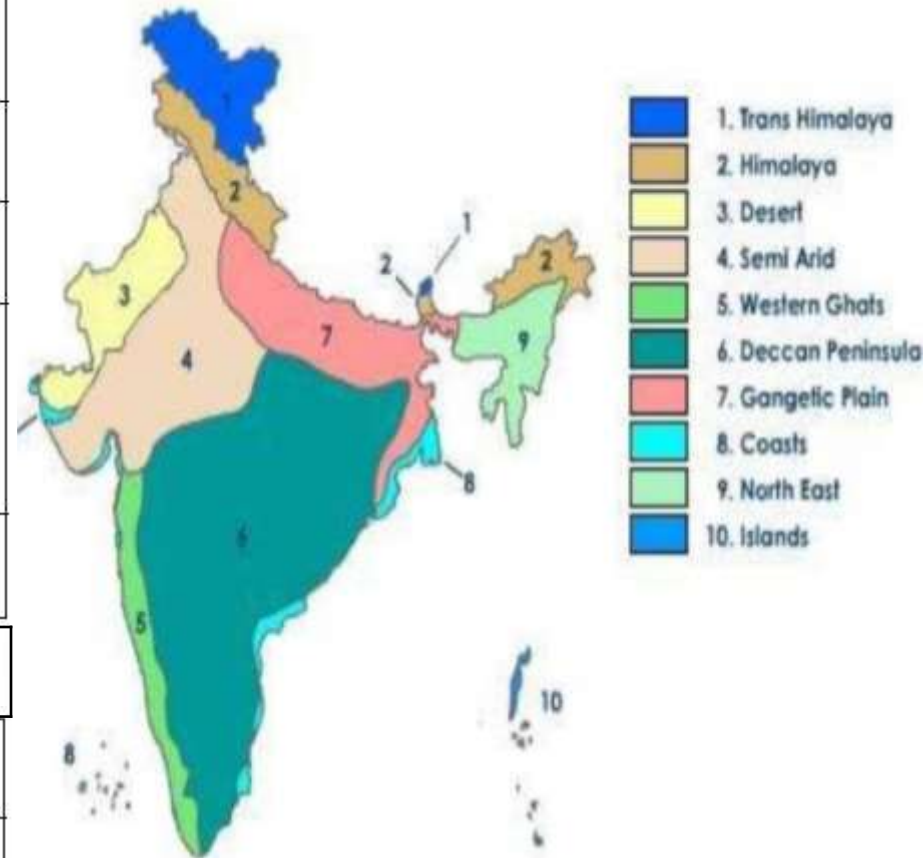 1
2
1
2
2
3
4
7
9
8
6
5
10
8
1. Trans Himalaya
2. Himalaya
3. Desert
4. Semi Arid
5. Western Ghats
6. Deccan Peninsula
7. Gangetic Plain
8. Coasts
9. North East
10. Islands